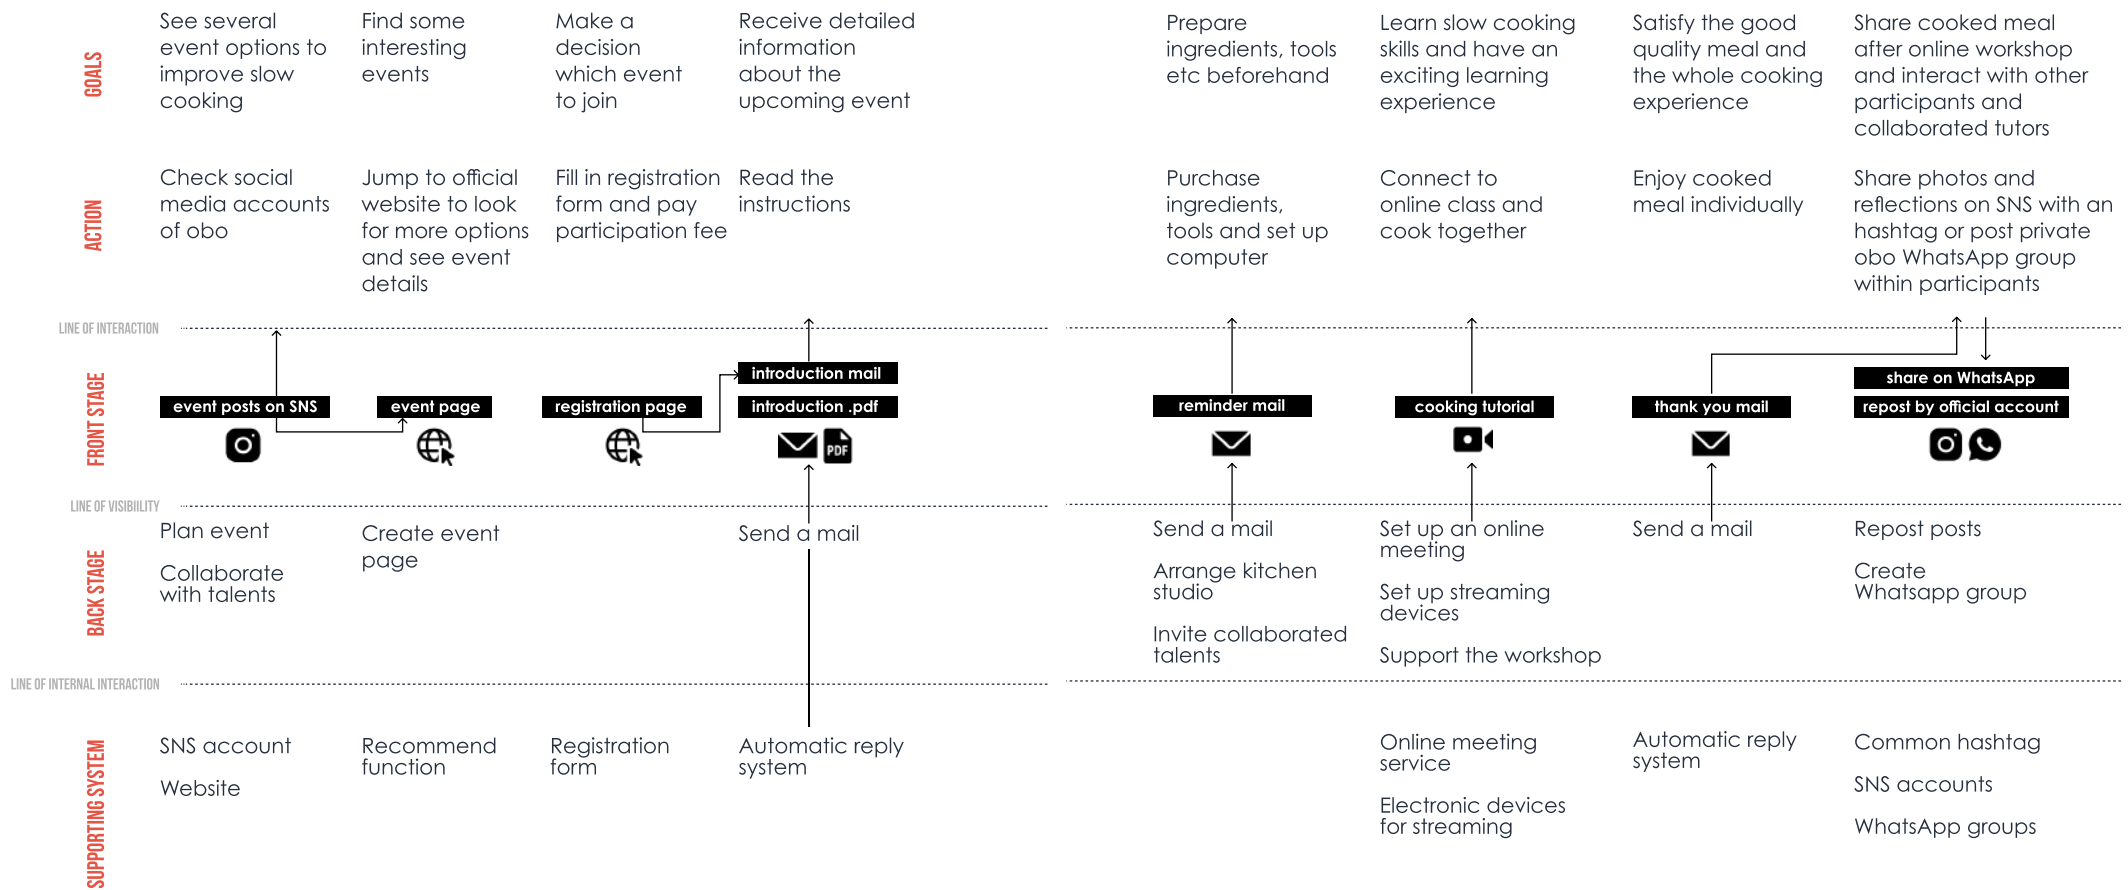 GOALS
See several
event options to
improve slow
cooking
Find some
interesting
events
Make a
decision
which event
to join
Receive detailed
information
about the
upcoming event
Prepare
ingredients, tools
etc beforehand
Learn slow cooking
skills and have an
exciting learning
experience
Satisfy the good
quality meal and
the whole cooking
experience
Share cooked meal
after online workshop
and interact with other
participants and
collaborated tutors
ACTION
Check social
media accounts
of obo
Jump to official
website to look
for more options
and see event
details
Fill in registration
form and pay
participation fee
Read the
instructions
Purchase
ingredients,
tools and set up
computer
Connect to
online class and
cook together
Enjoy cooked
meal individually
Share photos and
reflections on SNS with an
hashtag or post private
obo WhatsApp group
within participants
LINE OF INTERACTION
FRONT STAGE
event posts on SNS
event page
registration page
introduction mail
introduction .pdf
PDF
reminder mail
cooking tutorial
thank you mail
share on WhatsApp
repost by official account
LINE OF VISIBIILITY
BACK STAGE
Plan event
Collaborate
with talents
Create event
page
Send a mail
Send a mail
Arrange kitchen
studio
Invite collaborated
talents
Set up an online
meeting
Set up streaming
devices
Support the workshop
Send a mail
Repost posts
Create
Whatsapp group
LINE OF INTERNAL INTERACTION
SUPPORTING SYSTEM
SNS account
Website
Recommend
function
Registration
form
Automatic reply
system
Online meeting
service
Electronic devices
for streaming
Automatic reply
system
Common hashtag
SNS accounts
WhatsApp groups